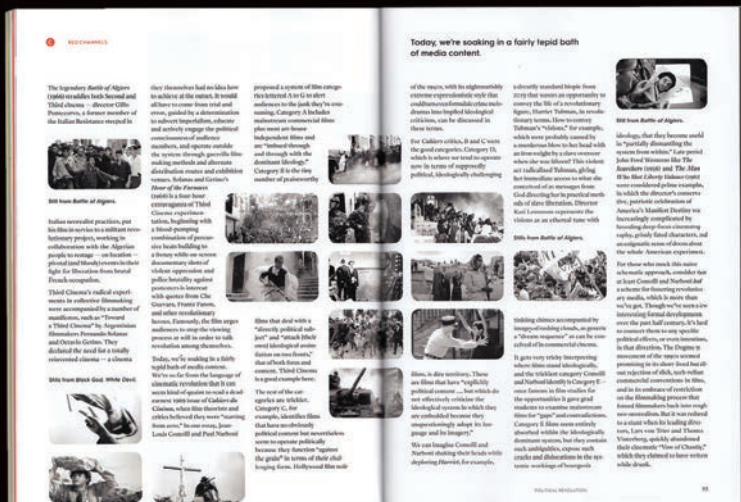 RED CHANNELS
The legendary Battle of Algiers
(1966) straddles both Second and
Third cinema — director Gillo
Pontecorvo, a former member of
the Italian Resistance steeped in
Still from Battle of Algiers.
Italian neorealist practices, put
his film in service to a militant revo-
lutionary project, working in
collaboration with the Algerian
people to restage — on location —
pivotal (and bloody) events in their
fight for liberation from brutal
French occupation.
Third Cinema's radical experi-
ments in collective filmmaking
were accompanied by a number of
manifestos, such as "Toward
a Third Cinema" by Argentinian
filmmakers Fernando Solanas
and Octavio Getino. They
declared the need for a totally
reinvented cinema — a cinema
Stills from Black God, White Devil.
they themselves had no idea how
to achieve at the outset. It would
all have to come from trial and
error, guided by a determination
to subvert imperialism, educate
and actively engage the political
consciousness of audience
members, and operate outside
the system through guerilla film-
making methods and alternate
distribution routes and exhibition
venues. Solanas and Getino's
Hour of the Furnaces
(1968) is a four-hour
extravaganza of Third
Cinema experimen-
tation, beginning with
a blood-pumping
combination of percus-
sive beats building to
a frenzy while on-screen
documentary shots of
violent oppression and
police brutality against
protesters is intercut
with quotes from Che
Guevara, Frantz Fanon,
and other revolutionary
heroes. Famously, the film urges
audiences to stop the viewing
process at will in order to talk
revolution among themselves.
Today, we're soaking in a fairly
tepid bath of media content.
We're so far from the language of
cinematic revolution that it can
seem kind of quaint to read a dead-
earnest 1969 issue of Cahiers du
Cinéma, when film theorists and
critics believed they were "starting
from zero." In one essay, Jean-
Louis Comolli and Paul Narboni
proposed a system of film categ-
ories lettered A to G to alert
audiences to the junk they're con-
suming. Category A includes
mainstream commercial films
plus most art-house
independent films and
are "imbued through
and through with the
dominant ideology."
Category B is the tiny
number of praiseworthy
films that deal with a
"directly political sub-
ject" and "attack [their
own] ideological assim-
ilation on two fronts,"
that of both form and
content. Third Cinema
is a good example here.
The rest of the cat-
egories are trickier.
Category C, for
example, identifies films
that have no obviously
political content but nevertheless
seem to operate politically
because they function "against
the grain" in terms of their chal-
lenging form. Hollywood film noir
Today, we're soaking in a fairly tepid bath
of media content.
of the 1940s, with its nightmarishly
extreme expressionistic style that
could turn even formulaic crime melo-
dramas into implied ideological
criticism, can be discussed in
these terms.
For Cahiers critics, B and C were
the good categories. Category D,
which is where we tend to operate
now in terms of supposedly
political, ideologically challenging
films, is dire territory. These
are films that have "explicitly
political content ... but which do
not effectively criticize the
ideological system in which they
are embedded because they
unquestioningly adopt its lan-
guage and its imagery."
We can imagine Comolli and
Narboni shaking their heads while
deploring Harriet, for example,
a directly standard biopic from
2019 that wastes an opportunity to
convey the life of a revolutionary
figure, Harriet Tubman, in revolu-
tionary terms. How to convey
Tubman's "visions," for example,
which were probably caused by
a murderous blow to her head with
an iron weight by a slave overseer
when she was fifteen? This violent
act radicalized Tubman, giving
her immediate access to what she
conceived of as messages from
God directing her in practical meth-
ods of slave liberation. Director
Kasi Lemmons represents the
visions as an ethereal tune with
Stills from Battle of Algiers.
tinkling chimes accompanied by
imagery of rushing clouds, as generic
a "dream sequence" as can be con-
ceived of in commercial cinema.
It gets very tricky interpreting
where films stand ideologically,
and the trickiest category Comolli
and Narboni identify is Category E —
once famous in film studies for
the opportunities it gave grad
students to examine mainstream
films for "gaps" and contradictions.
Category E films seem entirely
absorbed within the ideologically
dominant system, but they contain
such ambiguities, expose such
cracks and dislocations in the sys-
temic workings of bourgeois
Still from Battle of Algiers.
ideology, that they become useful
in "partially dismantling the
system from within." Late-period
John Ford Westerns like The
Searchers (1956) and The Man
Who Shot Liberty Valance (1962)
were considered prime examples,
in which the director's conserva-
tive, patriotic celebration of
America's Manifest Destiny was
increasingly complicated by
brooding deep-focus cinematog-
raphy, grisly fated characters, and
an enigmatic sense of doom about
the whole American experiment.
For those who mock this naive
schematic approach, consider that
at least Comolli and Narboni had
a scheme for fostering revolution-
ary media, which is more than
we've got. Though we've seen a few
interesting formal development
over the past half century, it's hard
to connect them to any specific
political effects, or even intentions,
in that direction. The Dogme 95
movement of the 1990s seemed
promising in its short-lived but all-
out rejection of slick, tech-reliant
commercial conventions in film,
and in its embrace of restriction
on the filmmaking process that
forced filmmakers back into rough
neo-neorealism. But it was reduced
to a stunt when its leading direc-
tors, Lars von Trier and Thomas
Vinterberg, quickly abandoned
their cinematic "Vow of Chastity,"
which they claimed to have written
while drunk.
POLITICAL REVOLUTION